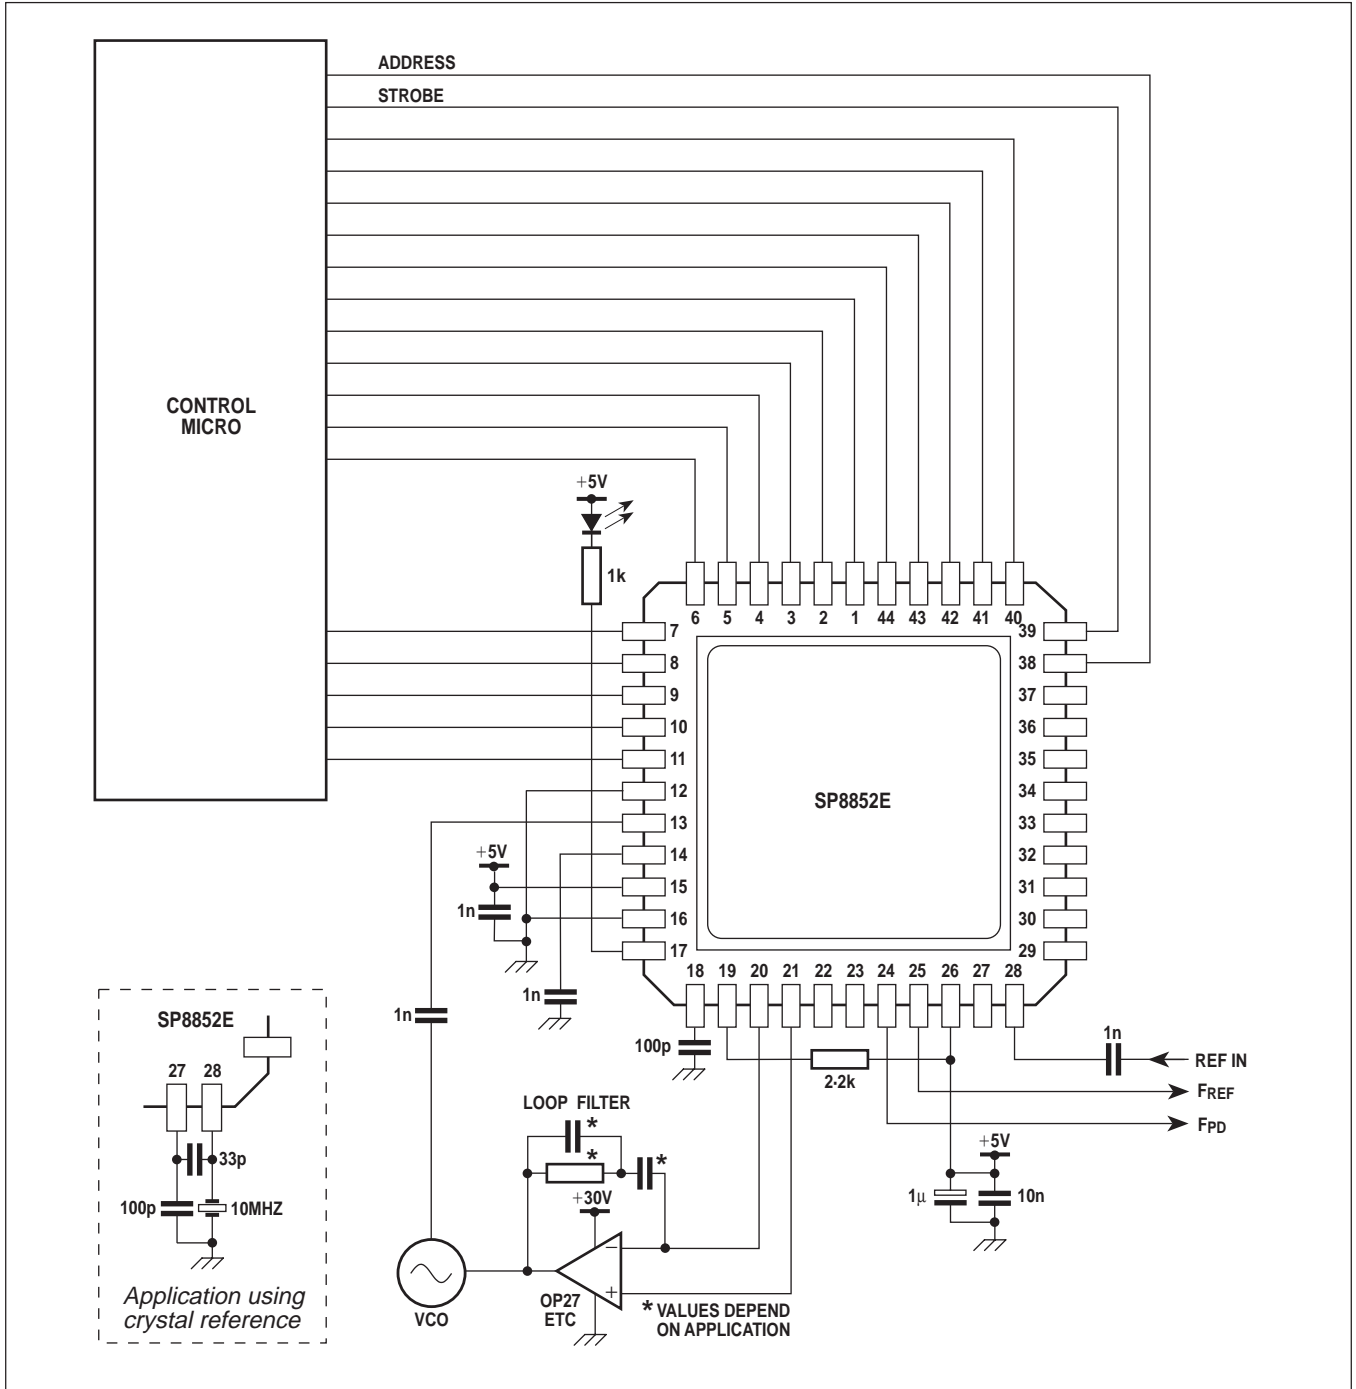 ADDRESS
STROBE
CONTROL
MICRO
+5V
1k
6 5 4 3 2 1 44 43 42 41 40
7
8
9
10
11
12
13
14
15
16
17
39
38
37
36
35
34
33
32
31
30
29
SP8852E
+5V
1n
1n
1n
18 19 20 21 22 23 24 25 26 27 28
100p
2·2k
1n
REF IN
FREF
FPD
+5V
1µ
10n
LOOP FILTER
*
*
*
+30V
−
+
OP27
ETC
VCO
* VALUES DEPEND
ON APPLICATION
SP8852E
27 28
33p
100p
10MHZ
Application using
crystal reference